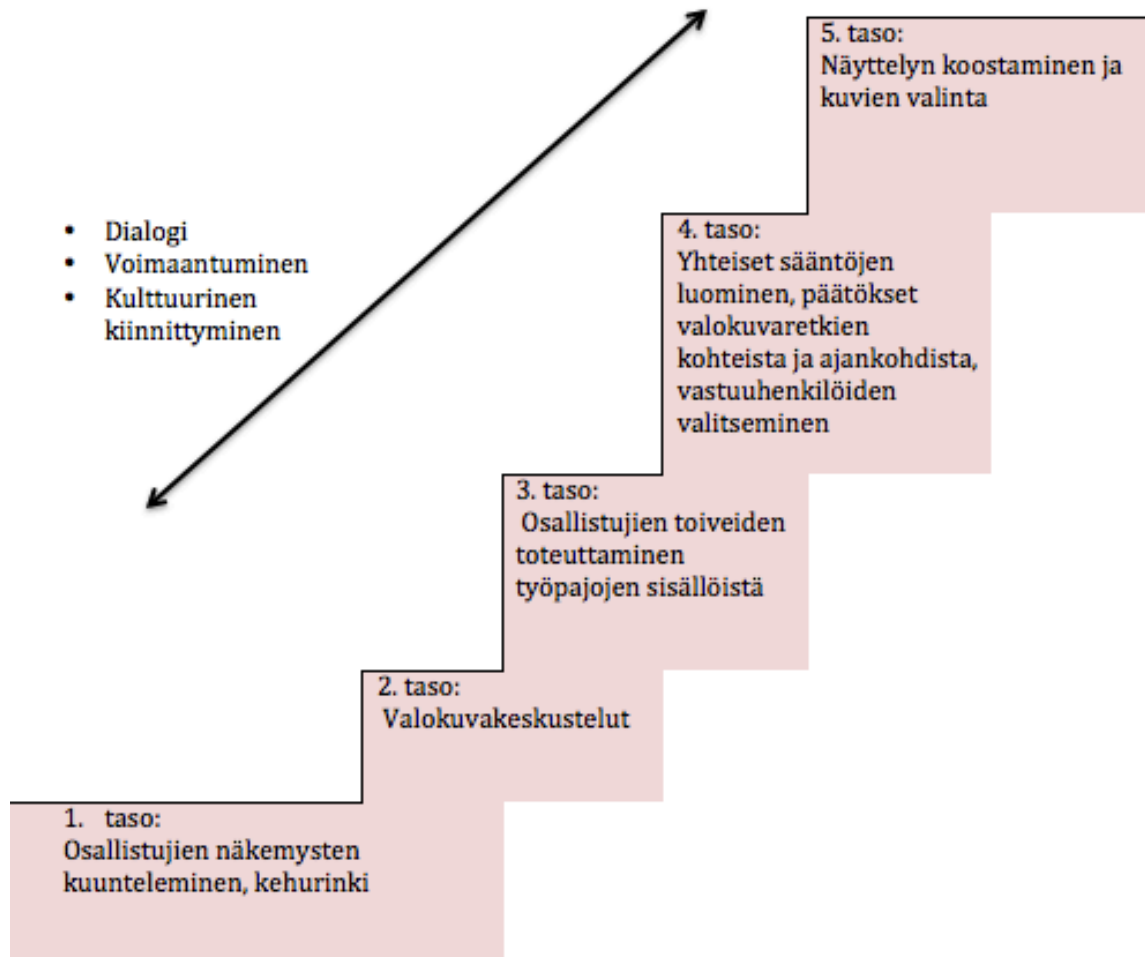 5. taso:
Näyttelyn koostaminen ja
kuvien valinta
• Dialogi
• Voimaantuminen
• Kulttuurinen
kiinnittyminen
4. taso:
Yhteiset sääntöjen
luominen, päätökset
valokuvaretkien
kohteista ja ajankohdista,
vastuuhenkilöiden
valitseminen
3. taso:
Osallistujien toiveiden
toteuttaminen
työpajojen sisällöistä
2. taso:
Valokuvakeskustelut
1. taso:
Osallistujien näkemysten
kuunteleminen, kehurinki